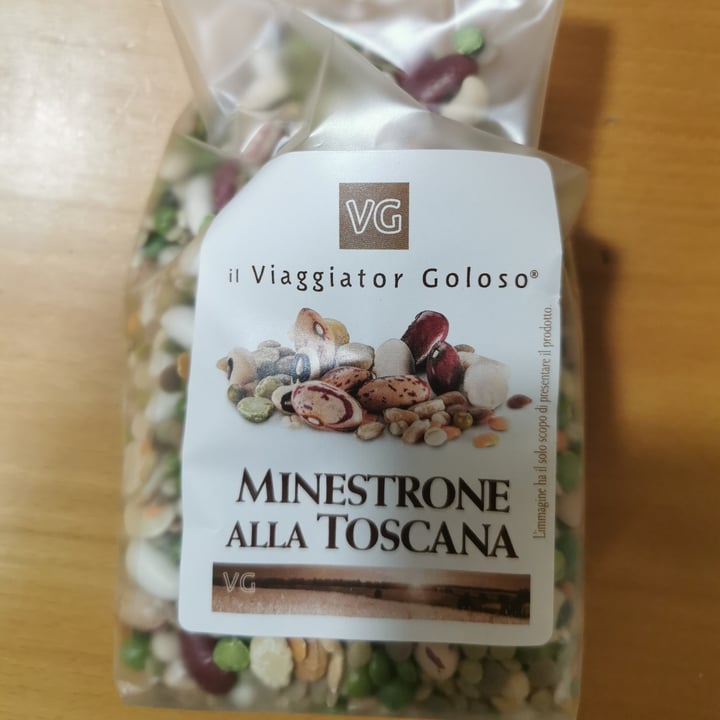 VG
il Viaggiator Goloso®
MINESTRONE
ALLA TOSCANA
VG
L'immagine ha il solo scopo di presentare il prodotto.